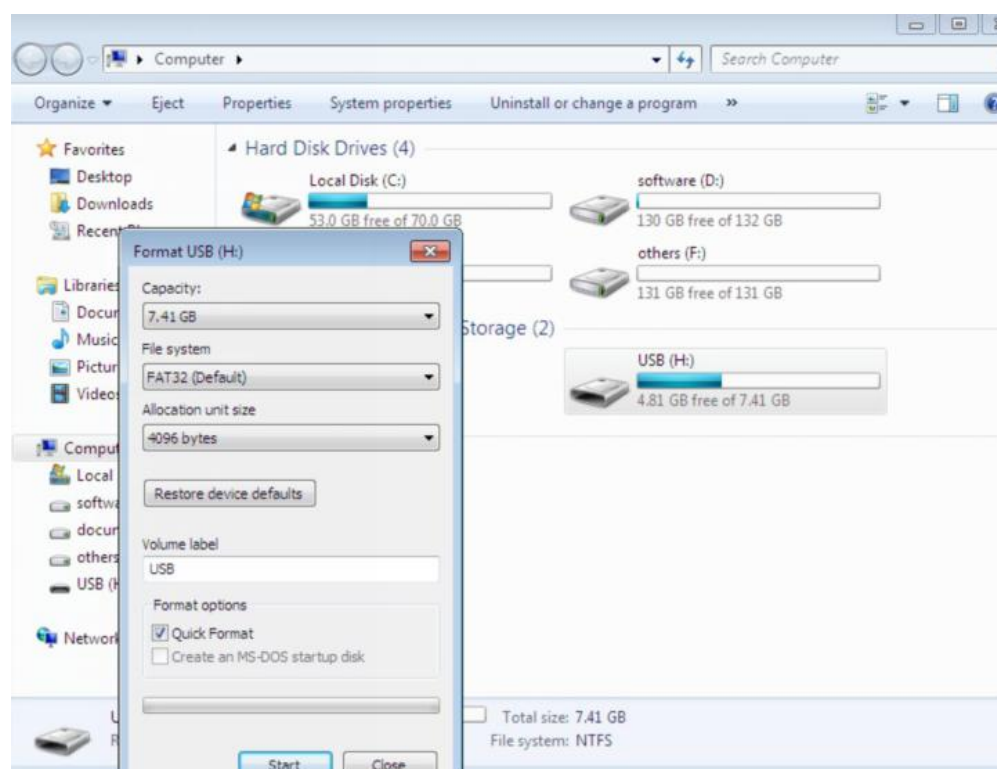 Computer
Search Computer
Organize Eject Properties System properties Uninstall or change a program »
Favorites
Desktop
Downloads
Recent
Libraries
Music
Network
Hard Disk Drives (4)
Local Disk (C:)
53.0 GB free of 70.0 GB
software (D:)
130 GB free of 132 GB
others (F:)
131 GB free of 131 GB
Storage (2)
USB (H:)
4.81 GB free of 7.41 GB
Local
others
Format USB (H:)
Capacity:
7.41 GB
File system
FAT32 (Default)
Allocation unit size
4096 bytes
Restore device defaults
Volume label
USB
Format options
Quick Format
Create an MS-DOS startup disk
Start Close
Total size: 7.41 GB
File system: NTFS